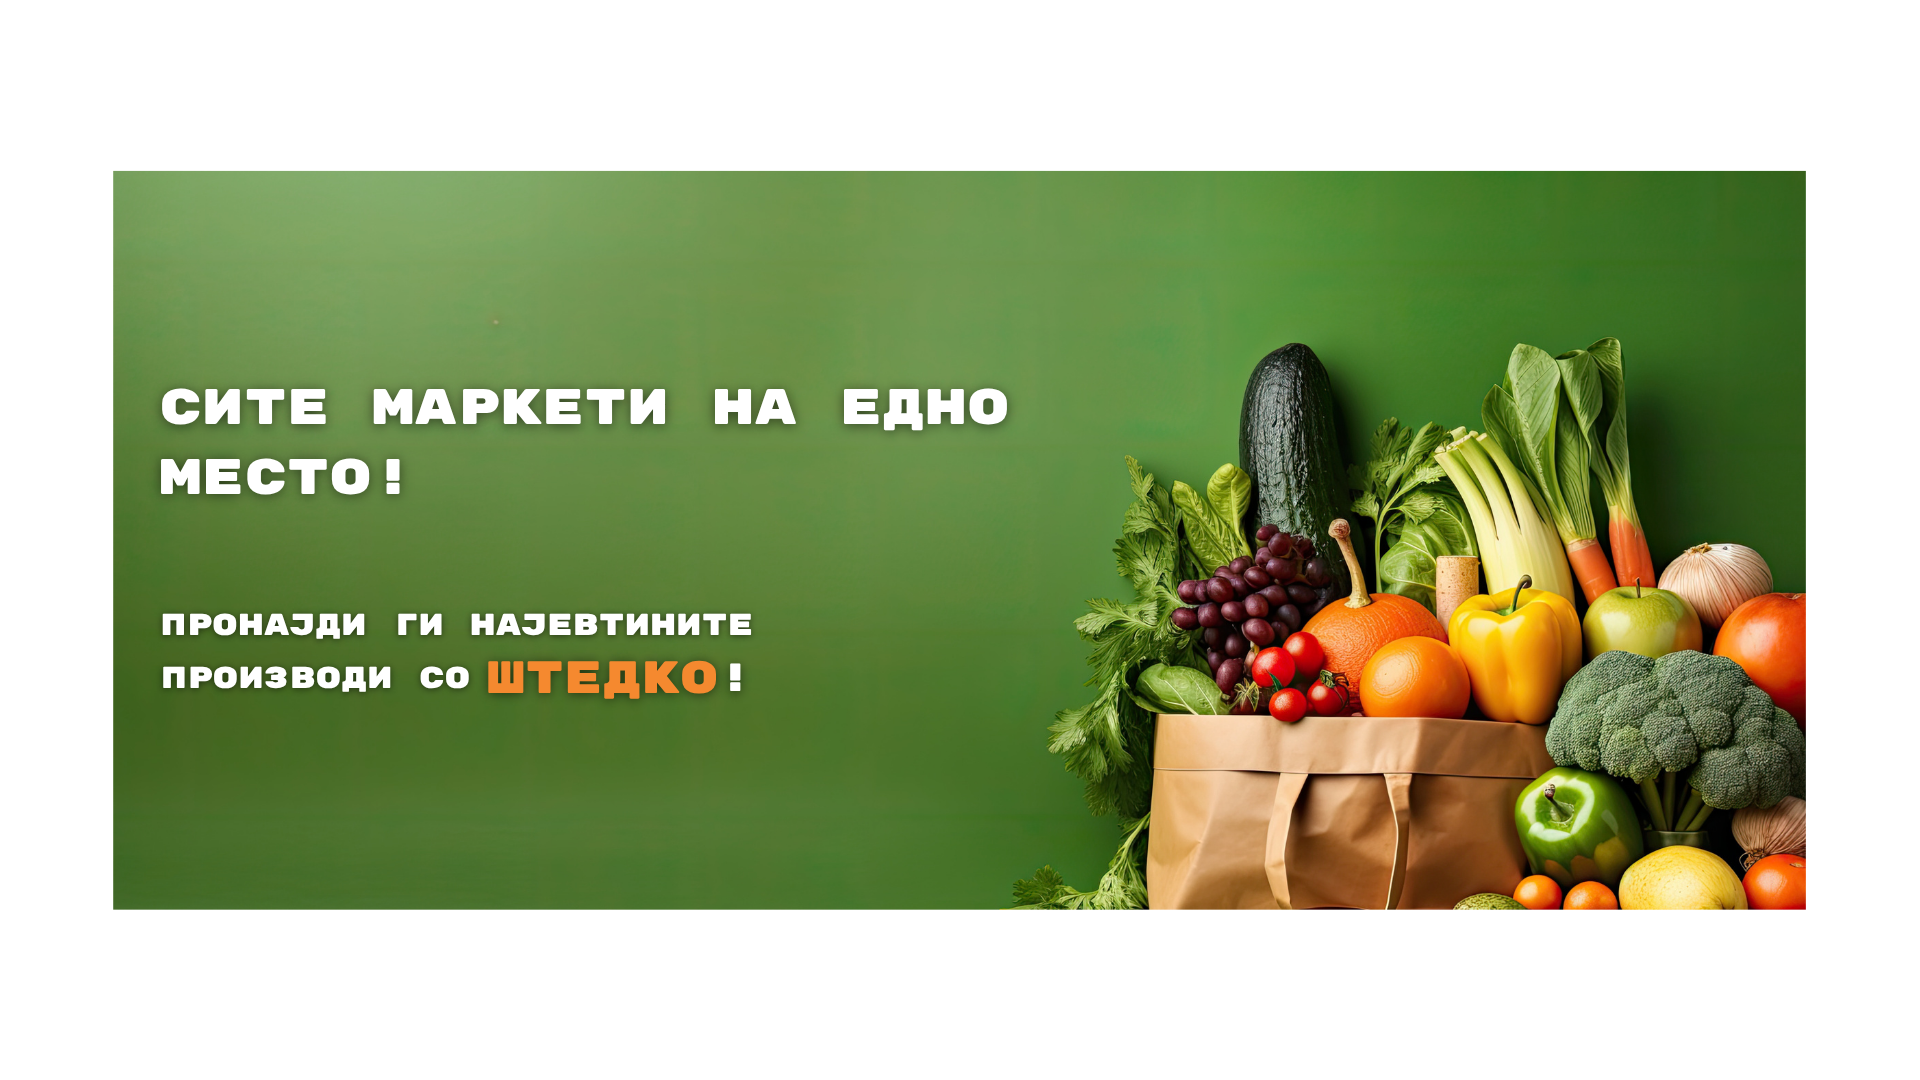 СИТЕ МАРКЕТИ НА ЕДНО
МЕСТО!
ПРОНАЈДИ ГИ НАЈЕВТИНИТЕ
ПРОИЗВОДИ СО ШТЕДКО!